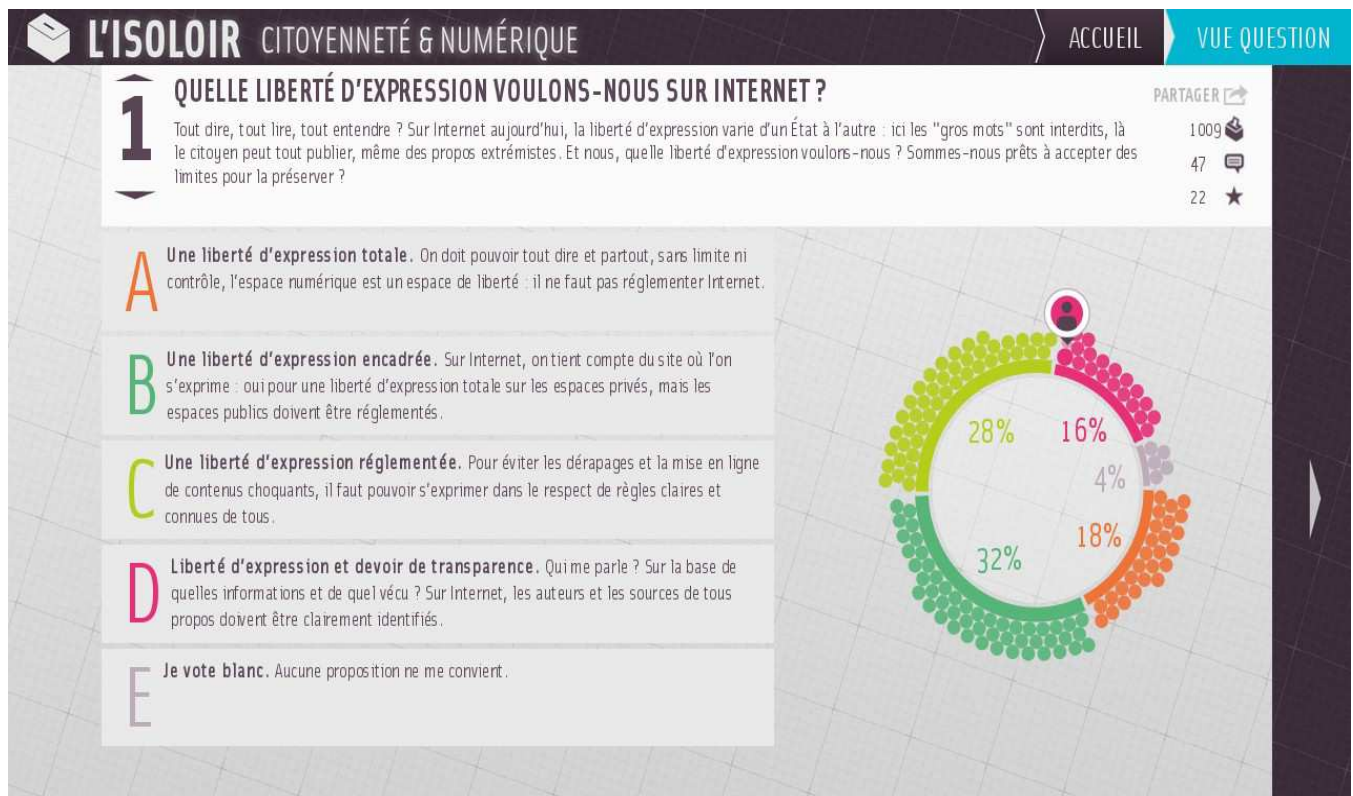 L'ISOLOIR CITOYENNETÉ & NUMÉRIQUE
ACCUEIL
VUE QUESTION
1
QUELLE LIBERTÉ D'EXPRESSION VOULONS-NOUS SUR INTERNET ?
Tout dire, tout lire, tout entendre ? Sur Internet aujourd'hui, la liberté d'expression varie d'un État à l'autre : ici les "gros mots" sont interdits, là
le citoyen peut tout publier, même des propos extrémistes. Et nous, quelle liberté d'expression voulons-nous ? Sommes-nous prêts à accepter des
limites pour la préserver ?
PARTAGER
1009
47
22
A
Une liberté d'expression totale. On doit pouvoir tout dire et partout, sans limite ni
contrôle, l'espace numérique est un espace de liberté : il ne faut pas réglementer Internet.
B
Une liberté d'expression encadrée. Sur Internet, on tient compte du site où l'on
s'exprime : oui pour une liberté d'expression totale sur les espaces privés, mais les
espaces publics doivent être réglementés.
C
Une liberté d'expression réglementée. Pour éviter les dérapages et la mise en ligne
de contenus choquants, il faut pouvoir s'exprimer dans le respect de règles claires et
connues de tous.
D
Liberté d'expression et devoir de transparence. Qui me parle ? Sur la base de
quelles informations et de quel vécu ? Sur Internet, les auteurs et les sources de tous
propos doivent être clairement identifiés.
E
Je vote blanc. Aucune proposition ne me convient.
28%
16%
4%
18%
32%